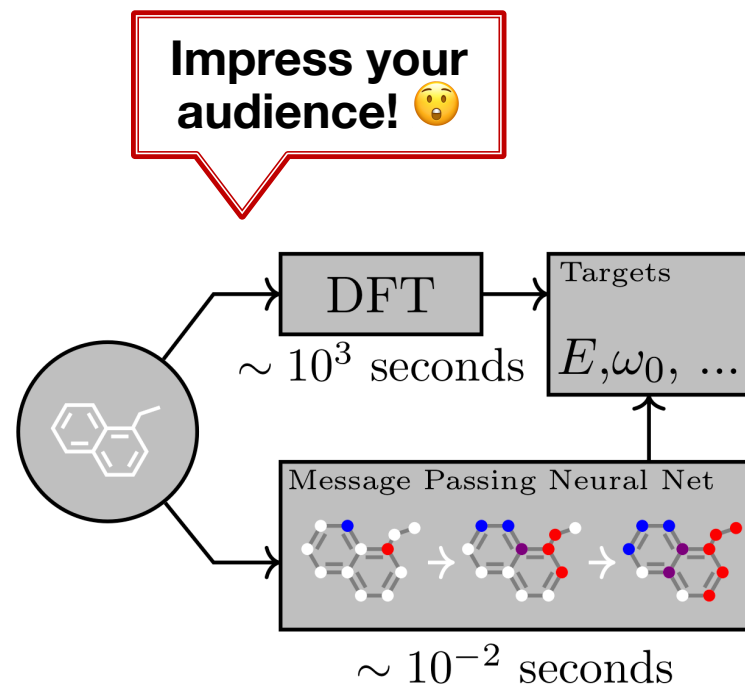 Impress your
audience! 😲
DFT
∼ 10³ seconds
Targets
E,ω₀, ...
Message Passing Neural Net
∼ 10⁻² seconds